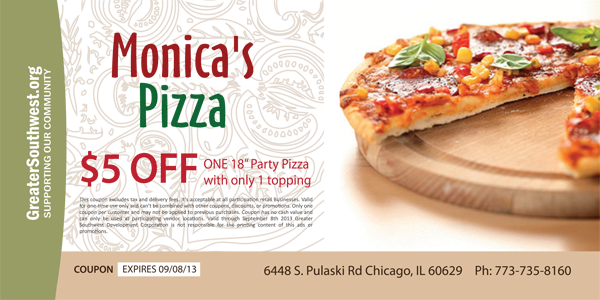 GreaterSouthwest.org
SUPPORTING OUR COMMUNITY
Monica's
Pizza
$5 OFF ONE 18" Party Pizza
with only 1 topping
This coupon excludes tax and delivery fees. It's acceptable at all participation retail businesses. Valid
for one-time use only and can't be combined with other coupons, discounts, or promotions. Only one
coupon per customer and may not be applied to previous purchases. Coupon has no cash value and
can only be used at participating vendor locations. Valid through September 8th 2013 Greater
Southwest Development Corporation is not responsible for the printing content of this ads or
promotions.
COUPON EXPIRES 09/08/13
6448 S. Pulaski Rd Chicago, IL 60629 Ph: 773-735-8160